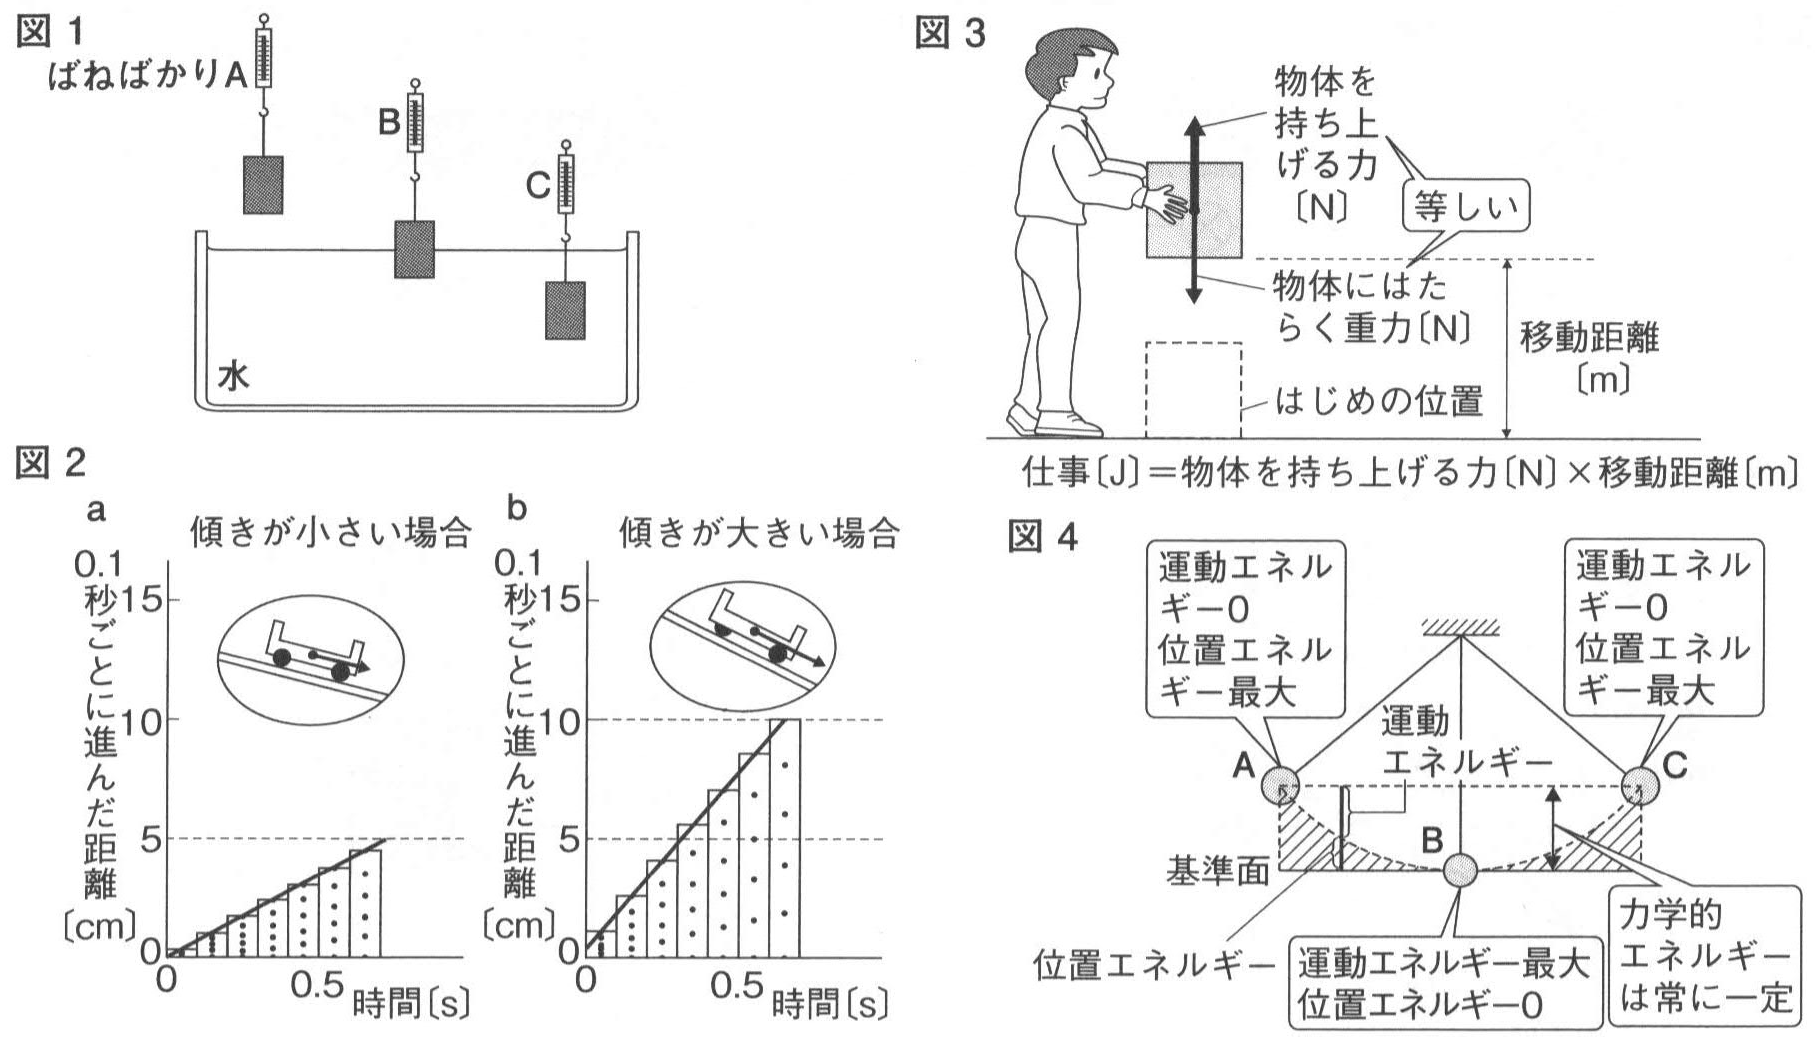 図1
ばねばかりA
B
C
水
図2
a
傾きが小さい場合
0.1
秒ごとに進んだ距離
〔cm〕
15
10
5
0
0
0.5
時間〔s〕
b
傾きが大きい場合
0.1
秒ごとに進んだ距離
〔cm〕
15
10
5
0
0
0.5
時間〔s〕
図3
物体を
持ち上
げる力
〔N〕
等しい
物体にはた
らく重力〔N〕
移動距離
〔m〕
はじめの位置
仕事〔J〕=物体を持ち上げる力〔N〕×移動距離〔m〕
図4
運動エネル
ギー0
位置エネル
ギー最大
運動エネル
ギー0
位置エネル
ギー最大
運動
エネルギー
A
C
B
基準面
位置エネルギー
運動エネルギー最大
位置エネルギー0
力学的
エネルギー
は常に一定